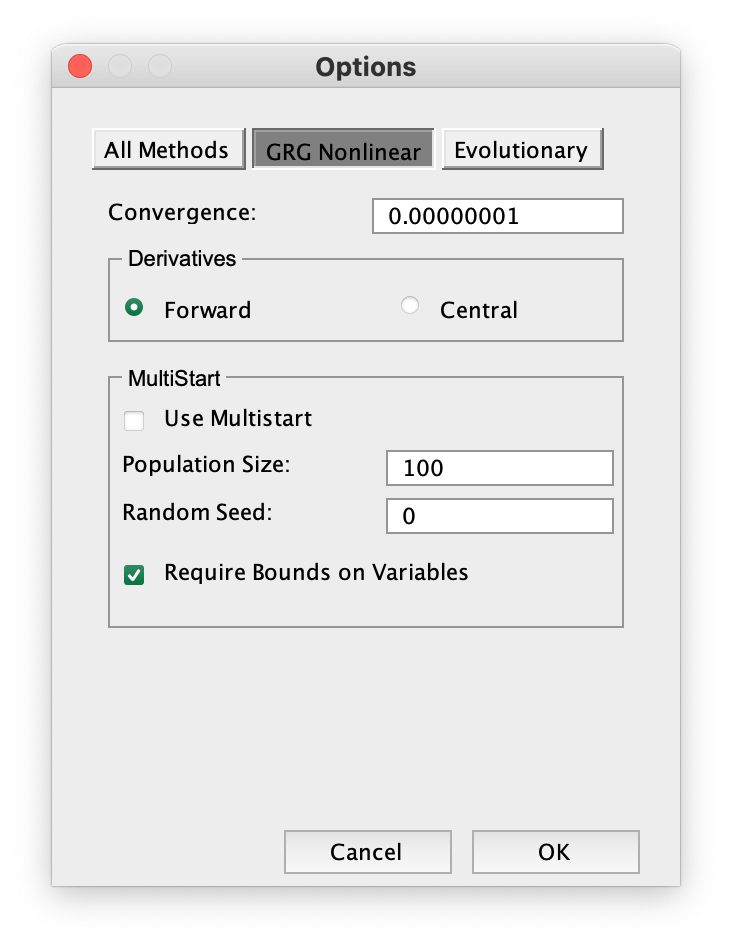 Options
All Methods GRG Nonlinear Evolutionary
Convergence: 0.00000001
Derivatives
Forward Central
MultiStart
Use Multistart
Population Size: 100
Random Seed: 0
Require Bounds on Variables
Cancel OK